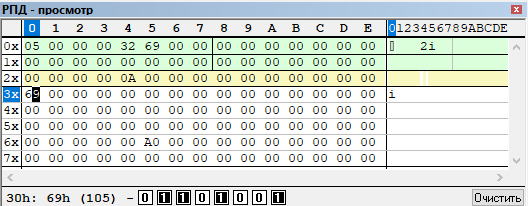 РПД - просмотр
0 1 2 3 4 5 6 7 8 9 A B C D E 0123456789ABCDE
0x 05 00 00 00 32 69 00 00 00 00 00 00 00 00 00 2i
1x 00 00 00 00 00 00 00 00 00 00 00 00 00 00 00
2x 00 00 00 00 0A 00 00 00 00 00 00 00 00 00 00
3x 69 00 00 00 00 00 00 00 00 00 00 00 00 00 00 i
4x 00 00 00 00 00 00 00 00 00 00 00 00 00 00 00
5x 00 00 00 00 00 00 00 00 00 00 00 00 00 00 00
6x 00 00 00 00 00 A0 00 00 00 00 00 00 00 00 00
7x 00 00 00 00 00 00 00 00 00 00 00 00 00 00 00
30h: 69h (105) - 0 1 1 0 1 0 0 1 Очистить